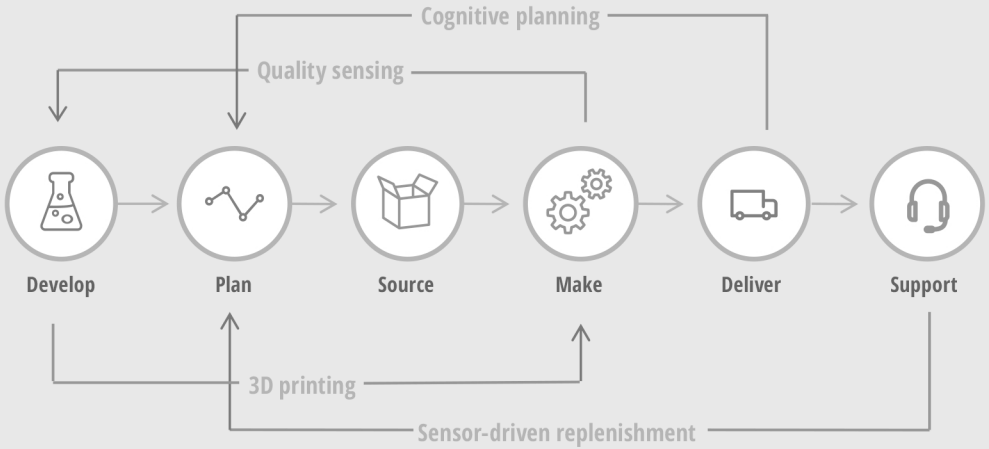 Cognitive planning
Quality sensing
Develop
Plan
Source
Make
Deliver
Support
3D printing
Sensor-driven replenishment